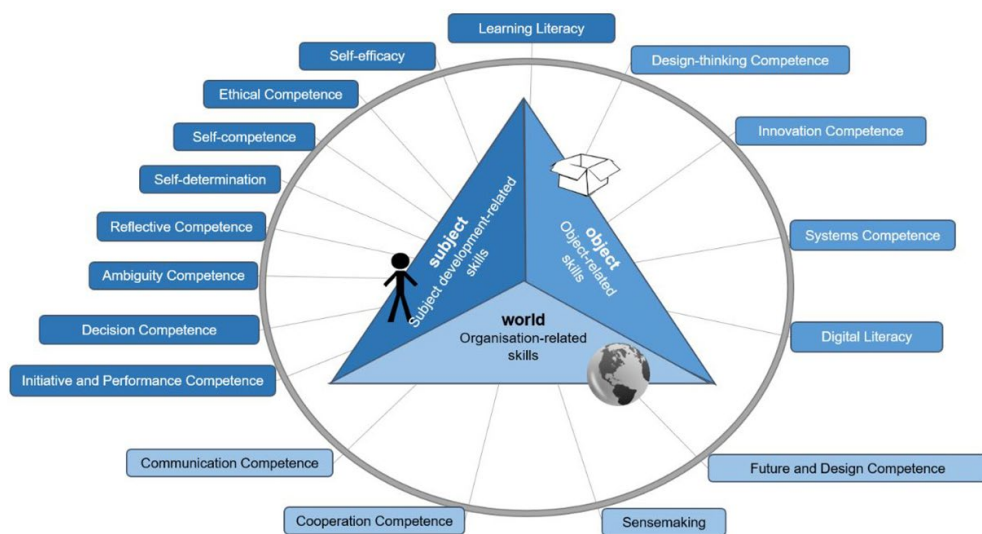 Learning Literacy
Self-efficacy
Design-thinking Competence
Ethical Competence
Innovation Competence
Self-competence
Self-determination
Reflective Competence
Systems Competence
Ambiguity Competence
Decision Competence
Digital Literacy
Initiative and Performance Competence
subject
Subject development-related
skills
object
Object-related
skills
world
Organisation-related
skills
Communication Competence
Future and Design Competence
Cooperation Competence
Sensemaking